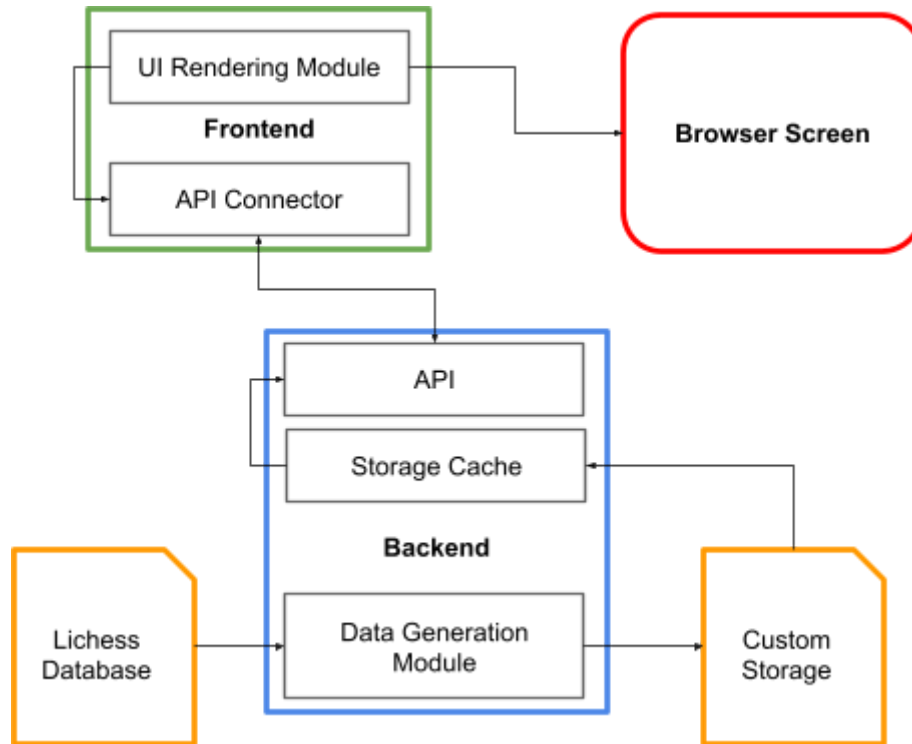 UI Rendering Module
Frontend
API Connector
Browser Screen
API
Storage Cache
Backend
Lichess
Database
Data Generation
Module
Custom
Storage